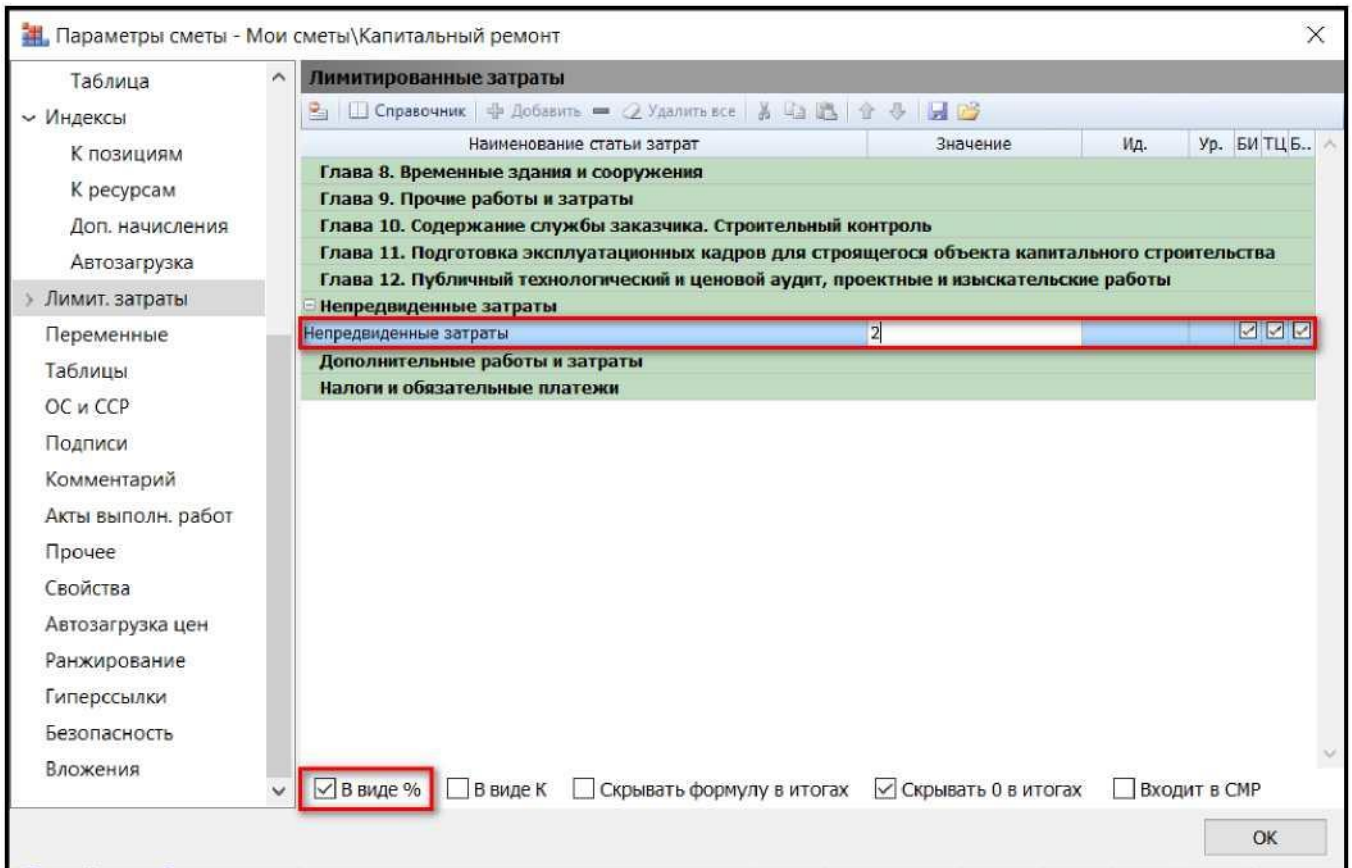 Параметры сметы - Мои сметы\Капитальный ремонт
Таблица
Индексы
К позициям
К ресурсам
Доп. начисления
Автозагрузка
Лимит. затраты
Переменные
Таблицы
ОС и ССР
Подписи
Комментарий
Акты выполн. работ
Прочее
Свойства
Автозагрузка цен
Ранжирование
Гиперссылки
Безопасность
Вложения
Лимитированные затраты
Справочник Добавить Удалить все
Наименование статьи затрат Значение Ид. Ур. БИ ТЦ Б..
Глава 8. Временные здания и сооружения
Глава 9. Прочие работы и затраты
Глава 10. Содержание службы заказчика. Строительный контроль
Глава 11. Подготовка эксплуатационных кадров для строящегося объекта капитального строительства
Глава 12. Публичный технологический и ценовой аудит, проектные и изыскательские работы
Непредвиденные затраты
Непредвиденные затраты 2
Дополнительные работы и затраты
Налоги и обязательные платежи
В виде % В виде К Скрывать формулу в итогах Скрывать 0 в итогах Входит в СМР
ОК